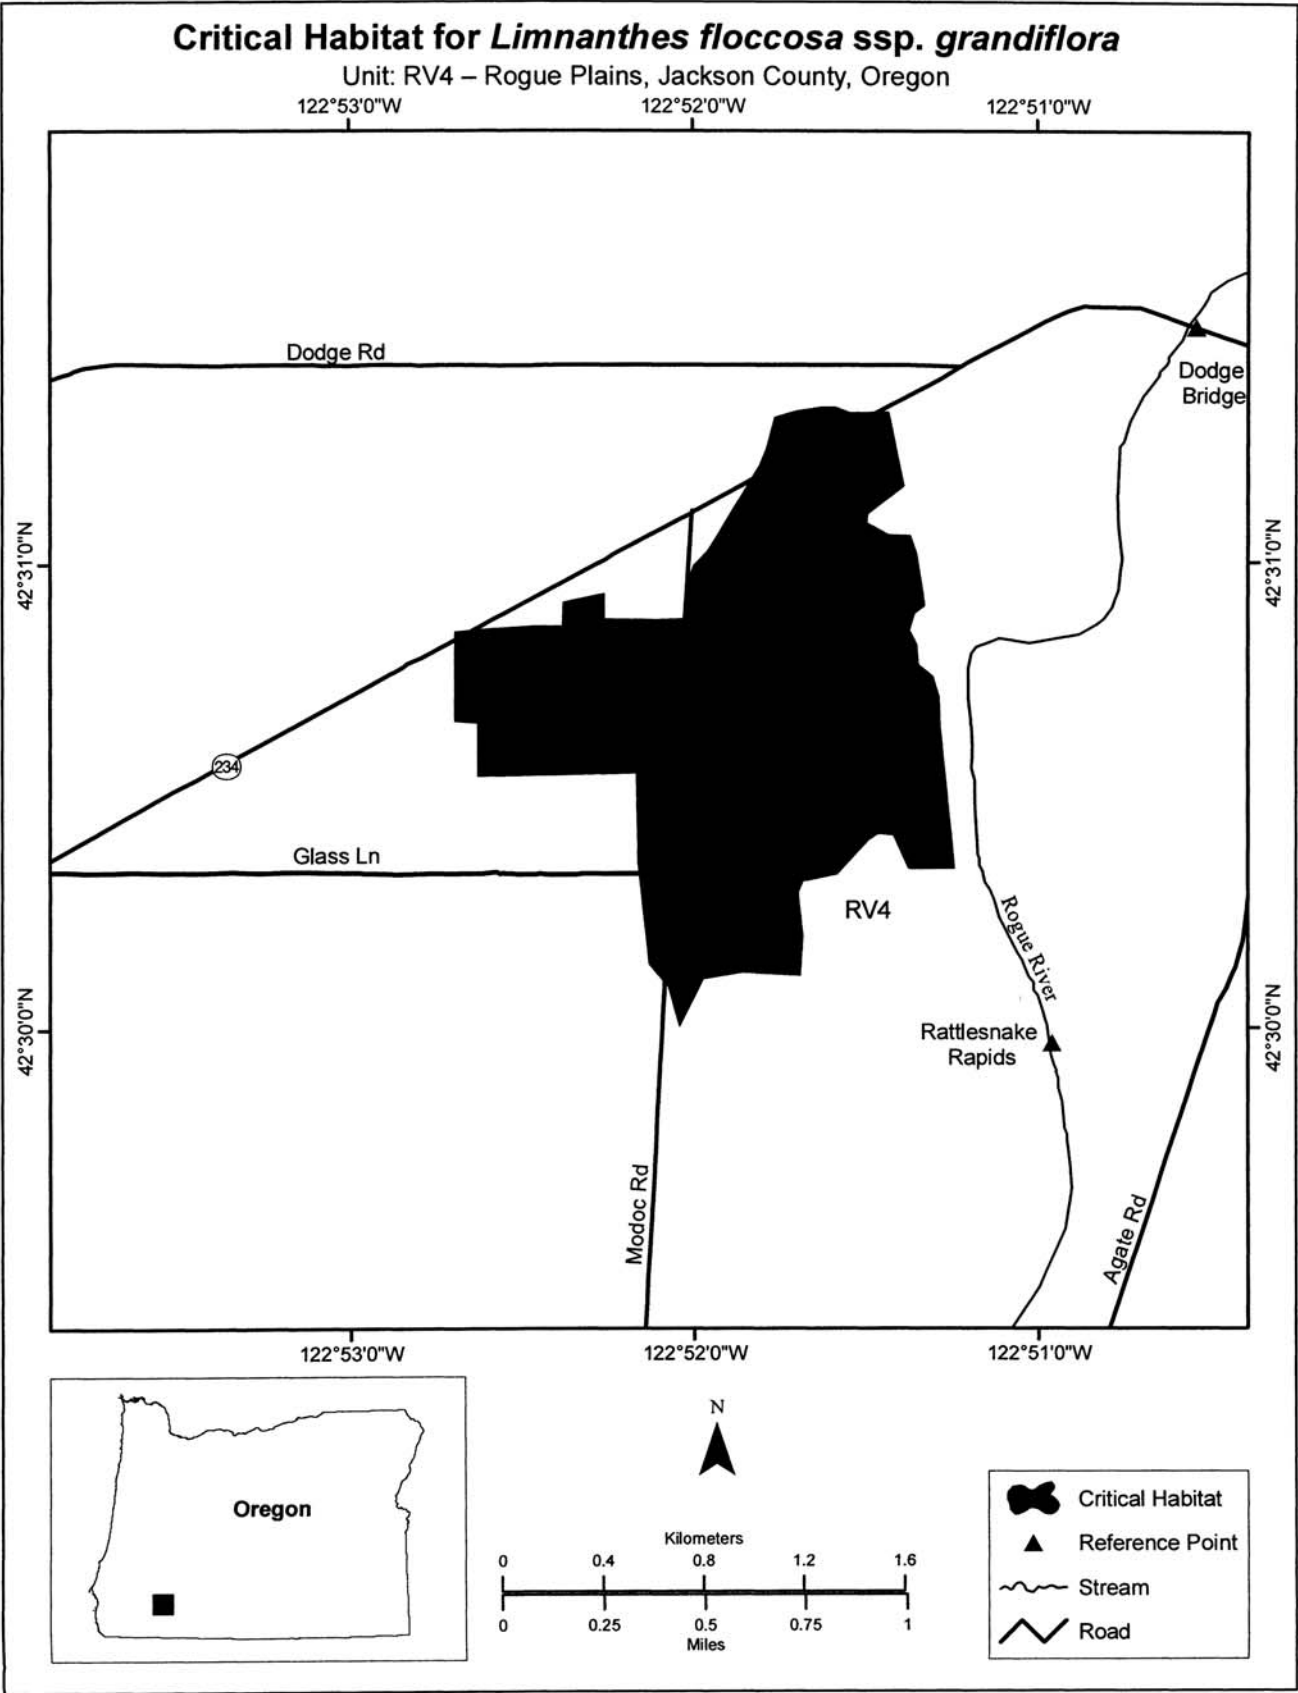 Critical Habitat for Limnanthes floccosa ssp. grandiflora
Unit: RV4 – Rogue Plains, Jackson County, Oregon
122°53'0"W 122°52'0"W 122°51'0"W
Dodge Rd
Dodge
Bridge
42°31'0"N
42°31'0"N
234
Glass Ln
RV4
Rogue River
42°30'0"N
42°30'0"N
Rattlesnake
Rapids
Modoc Rd
Agate Rd
122°53'0"W 122°52'0"W 122°51'0"W
Oregon
N
Kilometers
0 0.4 0.8 1.2 1.6
0 0.25 0.5 0.75 1
Miles
Critical Habitat
Reference Point
Stream
Road